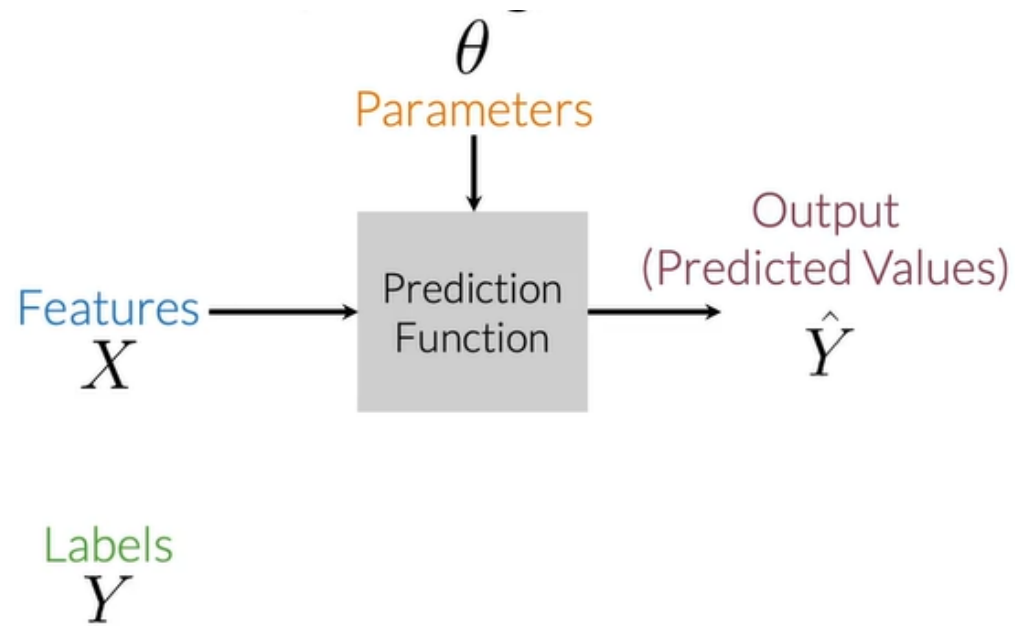 θ
Parameters
Output
(Predicted Values)
Ŷ
Prediction
Function
Features
X
Labels
Y